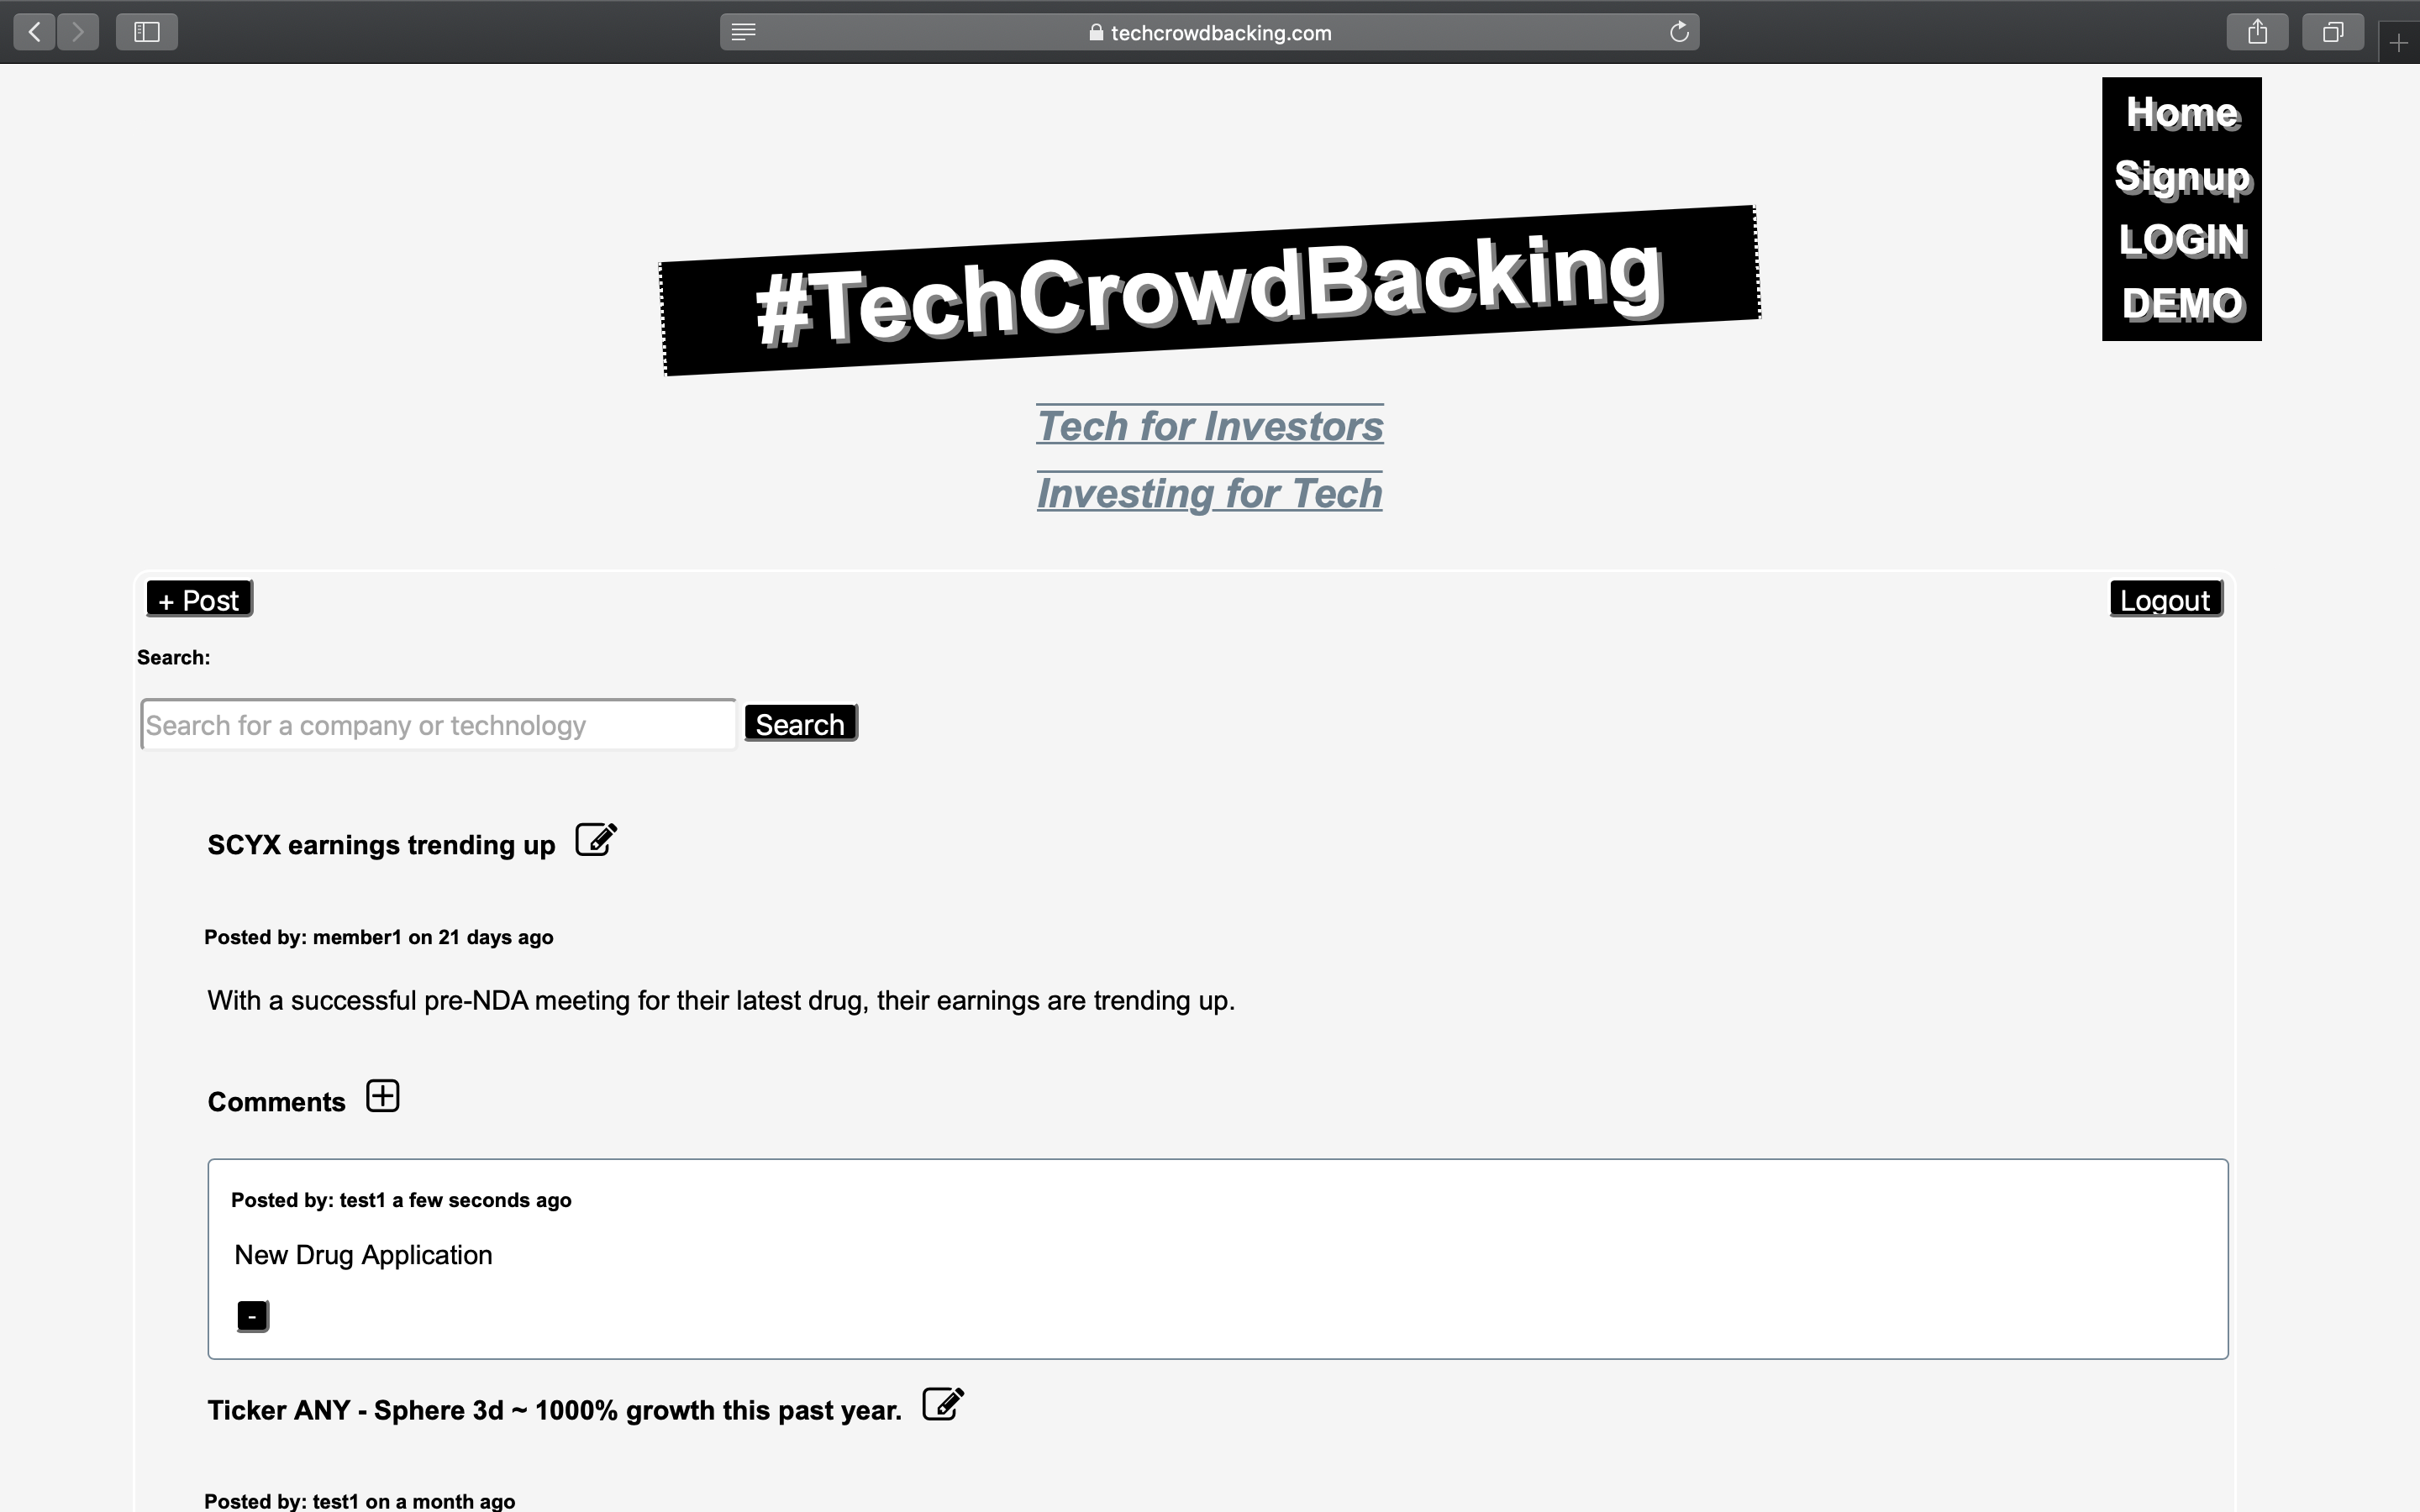 techcrowdbacking.com
Home
Signup
LOGIN
DEMO
#TechCrowdBacking
Tech for Investors
Investing for Tech
+ Post
Logout
Search:
Search for a company or technology
Search
SCYX earnings trending up
Posted by: member1 on 21 days ago
With a successful pre-NDA meeting for their latest drug, their earnings are trending up.
Comments
Posted by: test1 a few seconds ago
New Drug Application
-
Ticker ANY - Sphere 3d ~ 1000% growth this past year.
Posted by: test1 on a month ago